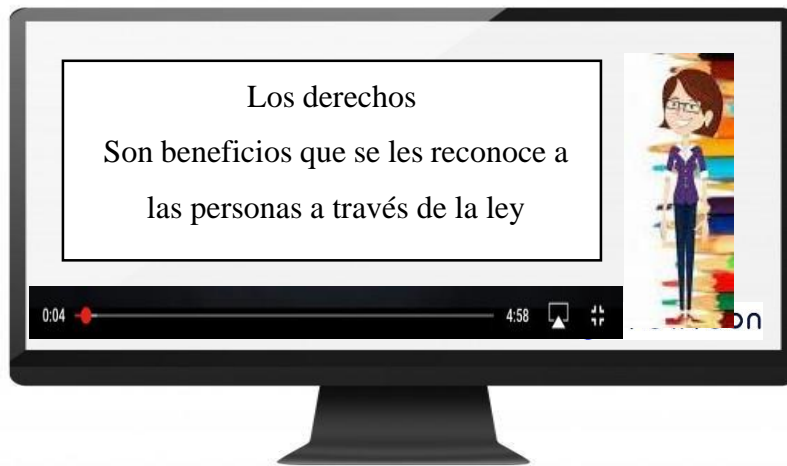 Los derechos
Son beneficios que se les reconoce a
las personas a través de la ley
0:04
4:58